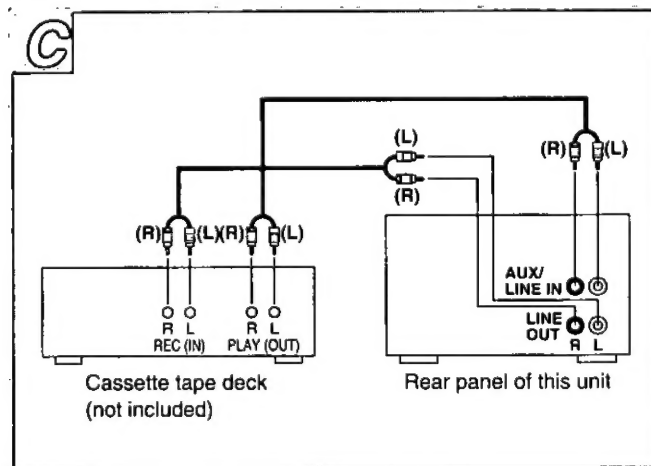 C
(L)
(R) (L)
(R)
(R) (L)(R) (L)
AUX/
LINE IN
LINE
OUT
R L
R L R L
REC (IN) PLAY (OUT)
Cassette tape deck
(not included)
Rear panel of this unit